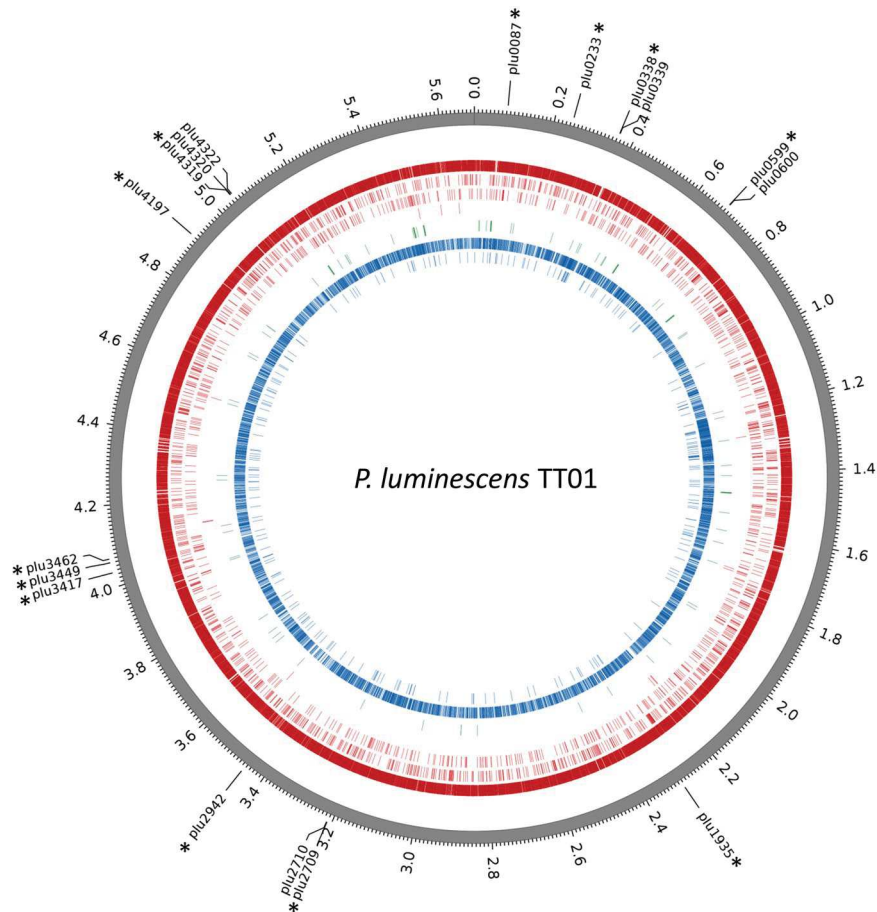 plu0087 *
plu0233 *
plu0338 *
plu0339
plu0599 *
plu0600
plu1935 *
plu2710
* plu2709
* plu2942
* plu3417
* plu3449
* plu3462
* plu4197
* plu4319
plu4320
plu4322
0.0
0.2
0.4
0.6
0.8
1.0
1.2
1.4
1.6
1.8
2.0
2.2
2.4
2.6
2.8
3.0
3.2
3.4
3.6
3.8
4.0
4.2
4.4
4.6
4.8
5.0
5.2
5.4
5.6
P. luminescens TT01